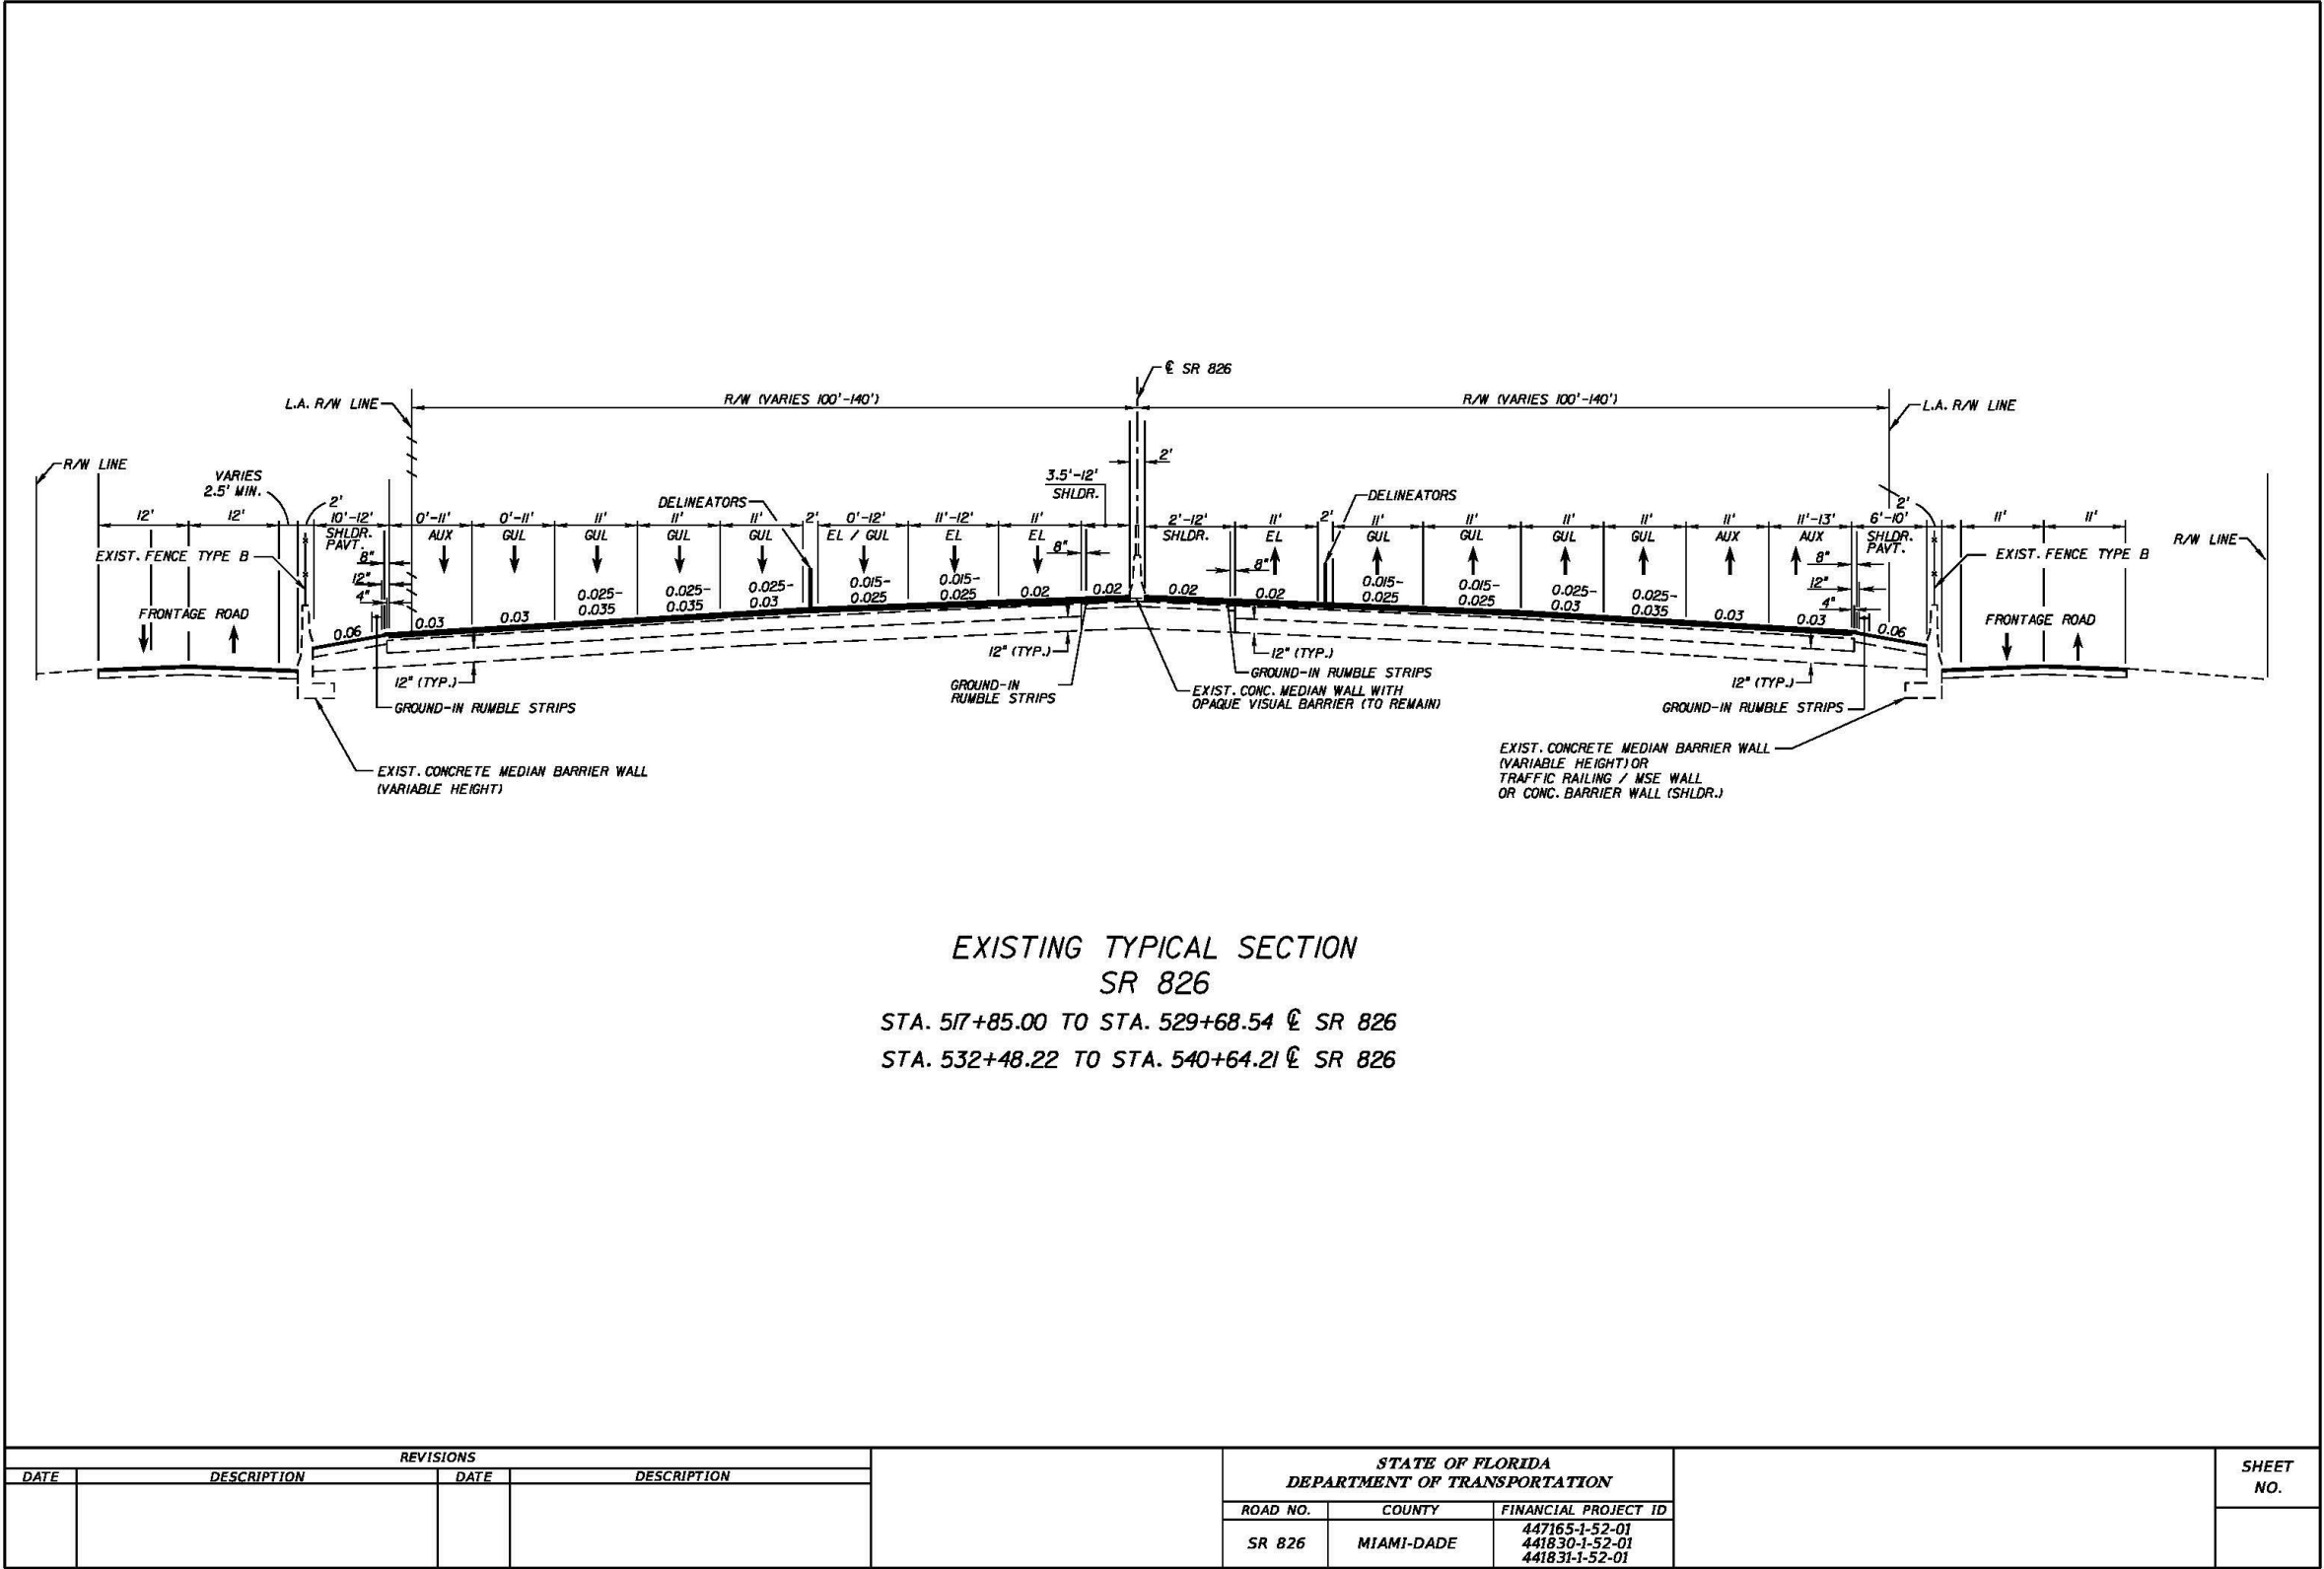 ℄ SR 826
L.A. R/W LINE
R/W (VARIES 100'-140')
R/W (VARIES 100'-140')
L.A. R/W LINE
R/W LINE
VARIES
2.5' MIN.
2'
DELINEATORS
3.5'-12'
SHLDR.
2'
DELINEATORS
2'
R/W LINE
12'
12'
10'-12'
SHLDR.
PAVT.
0'-11'
AUX
0'-11'
GUL
11'
GUL
11'
GUL
11'
GUL
2'
0'-12'
EL / GUL
11'-12'
EL
11'
EL
2'-12'
SHLDR.
11'
EL
2'
11'
GUL
11'
GUL
11'
GUL
11'
GUL
11'
AUX
11'-13'
AUX
6'-10'
SHLDR.
PAVT.
11'
11'
EXIST. FENCE TYPE B
8"
12"
4"
8"
8"
8"
12"
4"
EXIST. FENCE TYPE B
FRONTAGE ROAD
0.06
0.03
0.03
0.025-
0.035
0.025-
0.035
0.025-
0.03
0.015-
0.025
0.015-
0.025
0.02
0.02
0.02
0.02
0.015-
0.025
0.015-
0.025
0.025-
0.03
0.025-
0.035
0.03
0.03
0.06
FRONTAGE ROAD
12" (TYP.)
GROUND-IN RUMBLE STRIPS
12" (TYP.)
GROUND-IN
RUMBLE STRIPS
12" (TYP.)
GROUND-IN RUMBLE STRIPS
EXIST. CONC. MEDIAN WALL WITH
OPAQUE VISUAL BARRIER (TO REMAIN)
12" (TYP.)
GROUND-IN RUMBLE STRIPS
EXIST. CONCRETE MEDIAN BARRIER WALL
(VARIABLE HEIGHT)
EXIST. CONCRETE MEDIAN BARRIER WALL
(VARIABLE HEIGHT) OR
TRAFFIC RAILING / MSE WALL
OR CONC. BARRIER WALL (SHLDR.)
EXISTING TYPICAL SECTION
SR 826
STA. 517+85.00 TO STA. 529+68.54 ℄ SR 826
STA. 532+48.22 TO STA. 540+64.21 ℄ SR 826
REVISIONS
DATE DESCRIPTION DATE DESCRIPTION
STATE OF FLORIDA
DEPARTMENT OF TRANSPORTATION
ROAD NO. COUNTY FINANCIAL PROJECT ID
SR 826 MIAMI-DADE
447165-1-52-01
441830-1-52-01
441831-1-52-01
SHEET
NO.